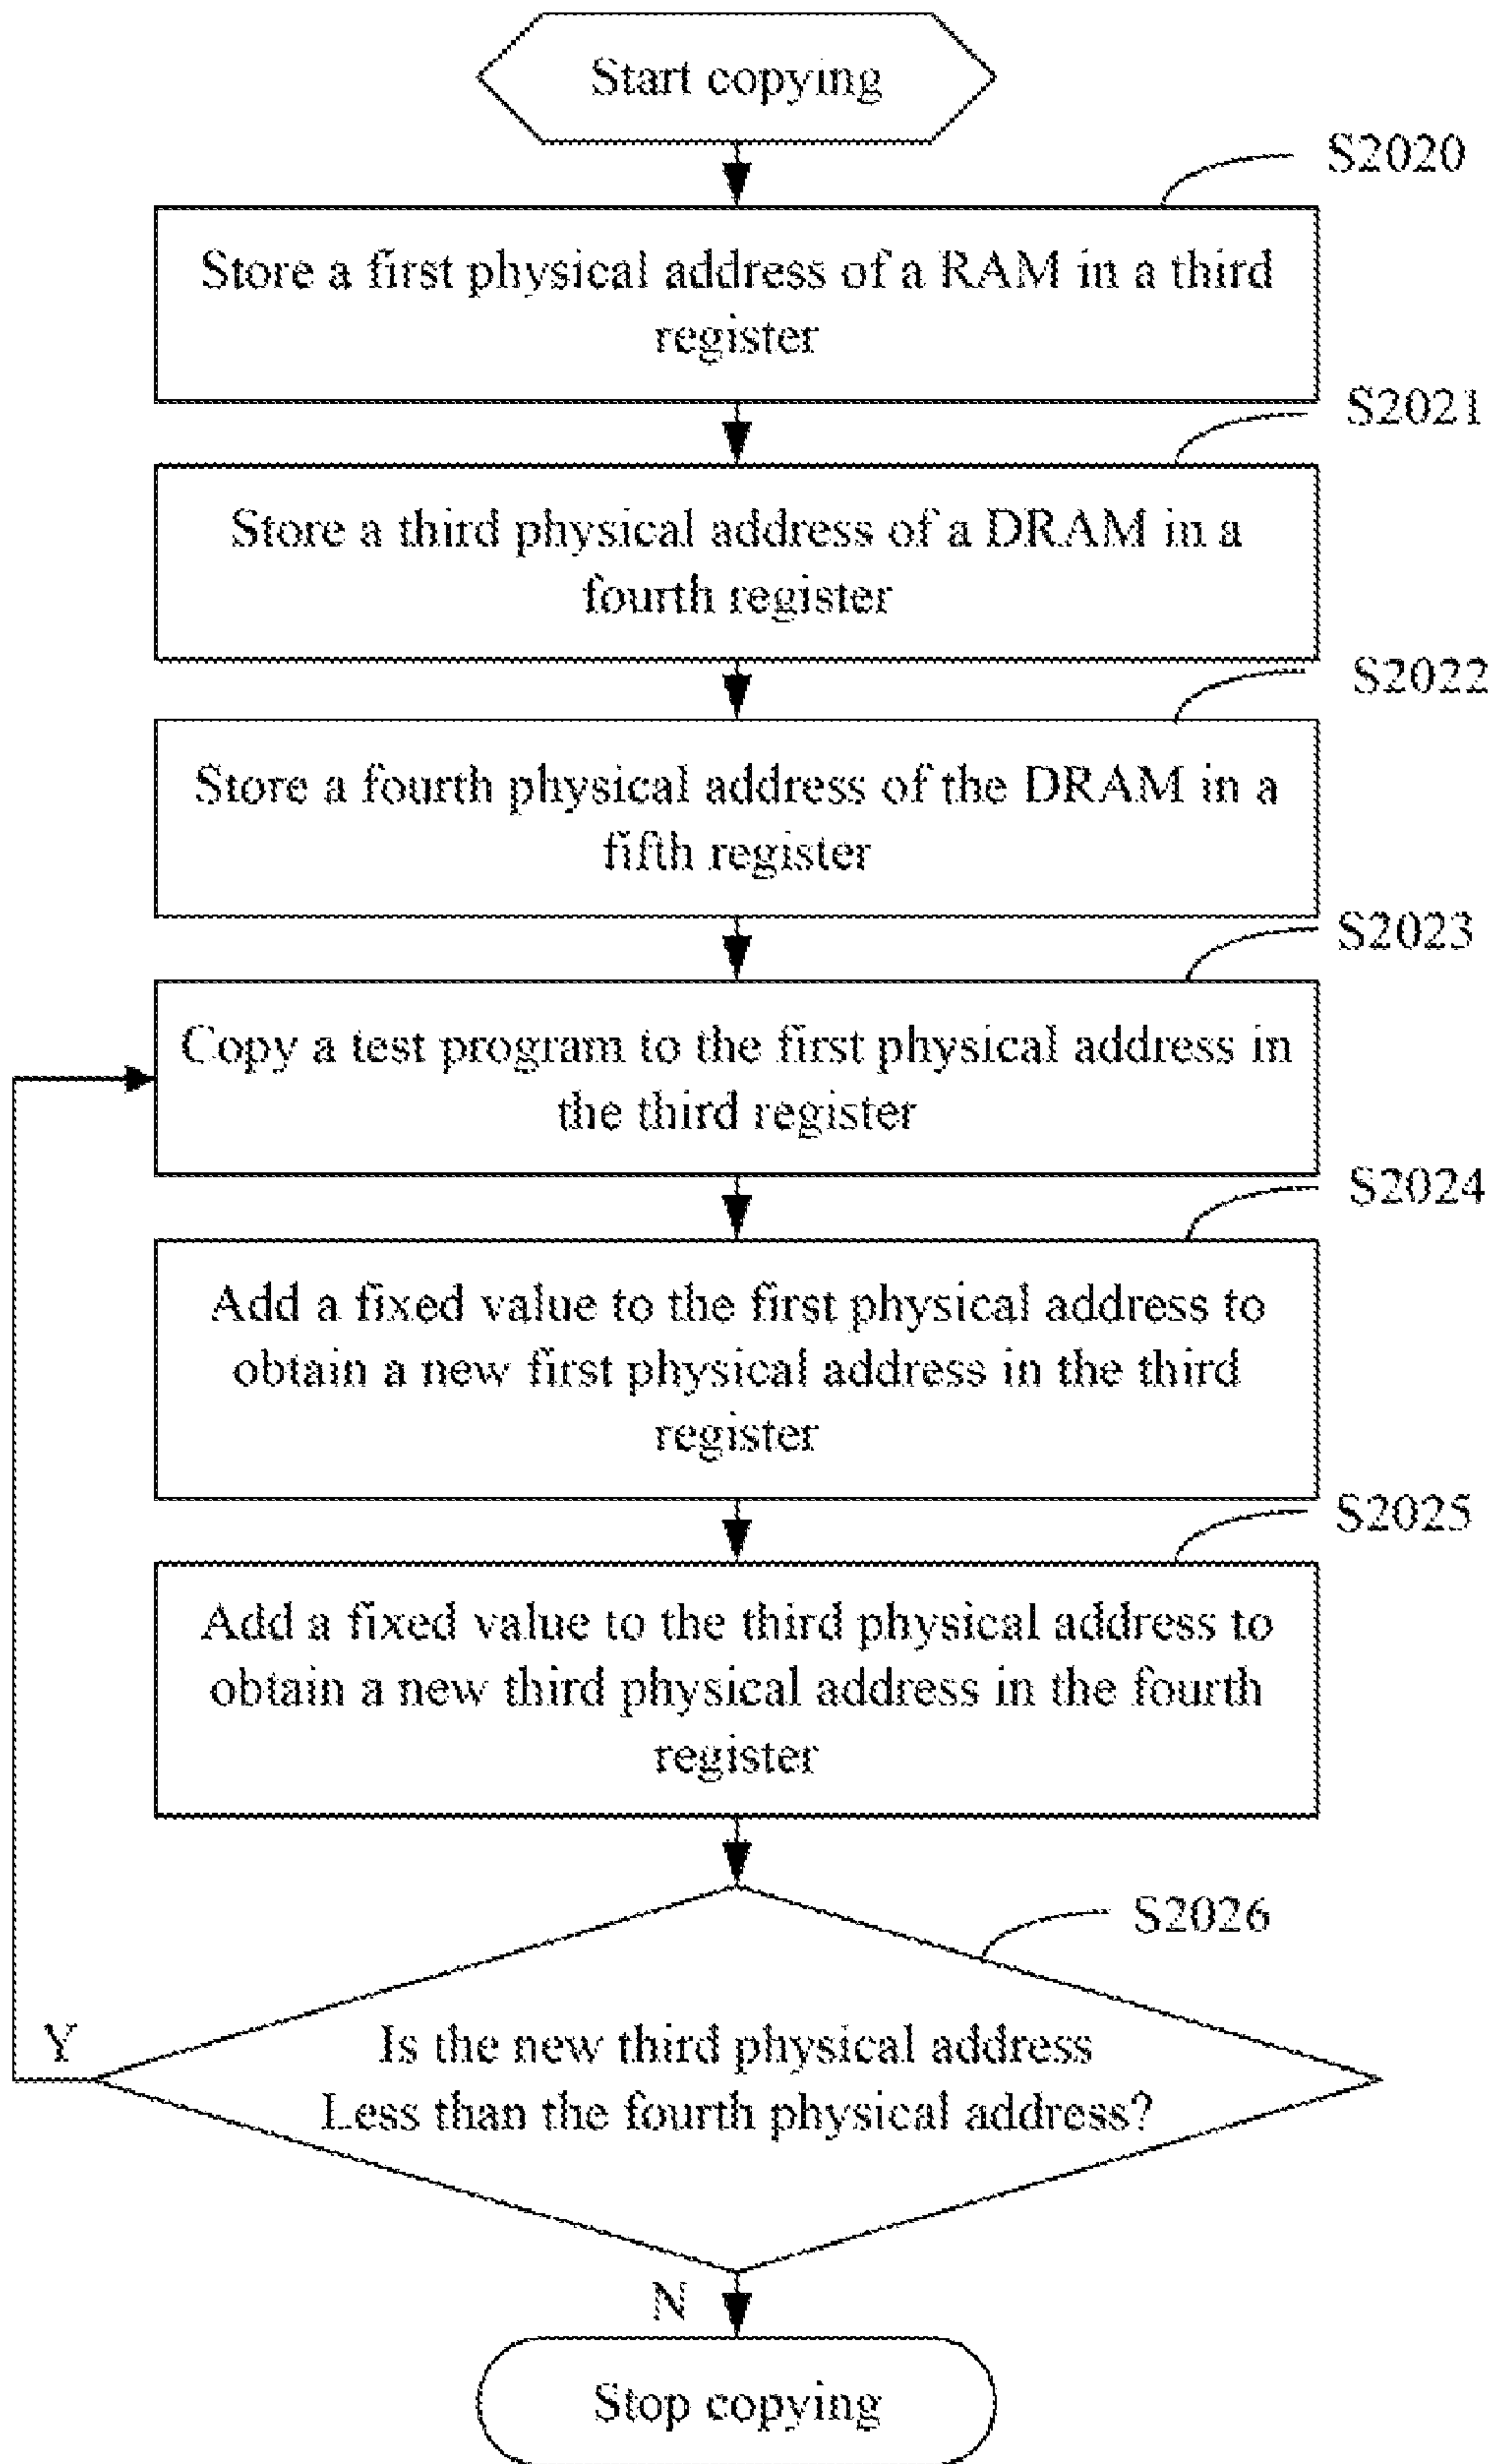 Start copying
S2020
Store a first physical address of a RAM in a third
register
S2021
Store a third physical address of a DRAM in a
fourth register
S2022
Store a fourth physical address of the DRAM in a
fifth register
S2023
Copy a test program to the first physical address in
the third register
S2024
Add a fixed value to the first physical address to
obtain a new first physical address in the third
register
S2025
Add a fixed value to the third physical address to
obtain a new third physical address in the fourth
register
S2026
Is the new third physical address
Less than the fourth physical address?
Y
N
Stop copying